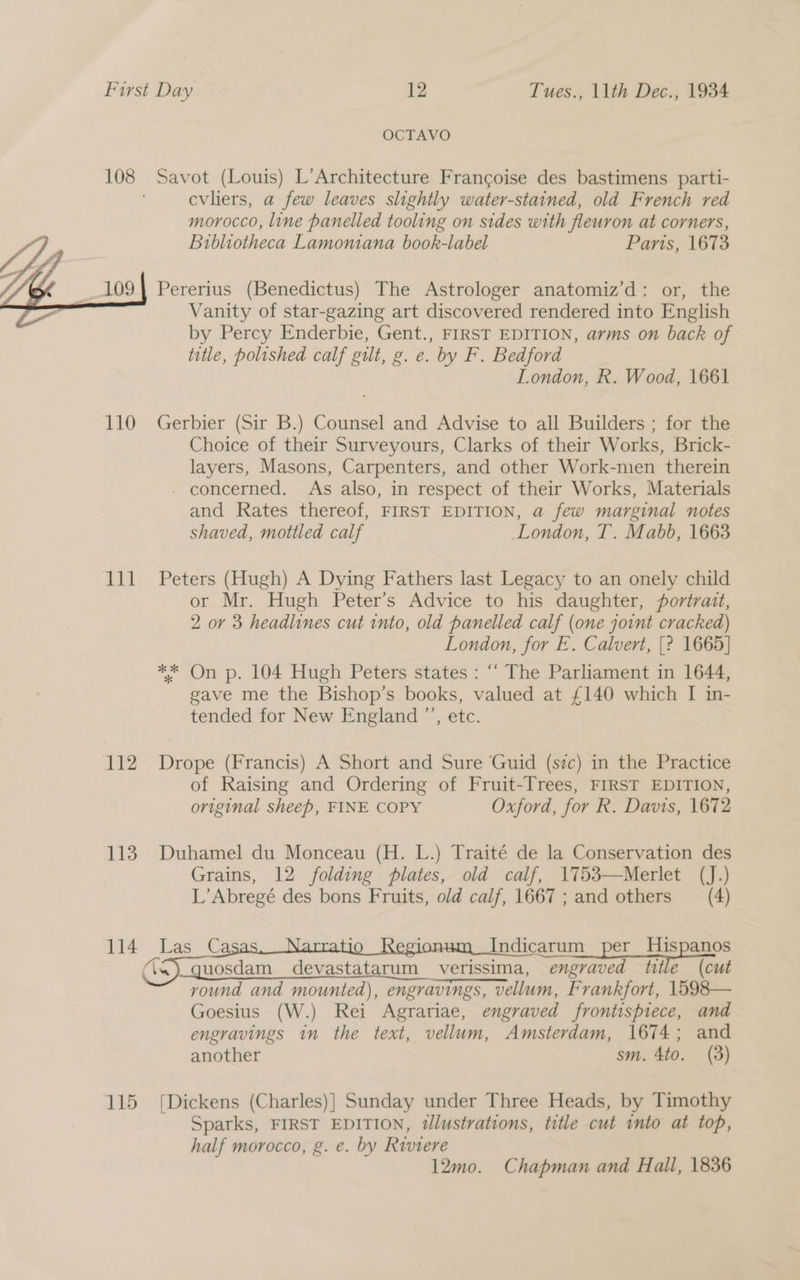 First Day 12 Tues., 11th Dec., 1934
OCTAVO
108 Savot (Louis) L'Architecture Françoise des bastimens parti-
cvliers, a few leaves slightly water-stained, old French red
morocco, line panelled tooling on sides with fleuron at corners,
Bibliotheca Lamoniana book-label Paris, 1673
109 Pererius (Benedictus) The Astrologer anatomiz'd: or, the
Vanity of star-gazing art discovered rendered into English
by Percy Enderbie, Gent., FIRST EDITION, arms on back of
title, polished calf gilt, g. e. by F. Bedford
London, R. Wood, 1661
110 Gerbier (Sir B.) Counsel and Advise to all Builders; for the
Choice of their Surveyours, Clarks of their Works, Brick-
layers, Masons, Carpenters, and other Work-men therein
concerned. As also, in respect of their Works, Materials
and Rates thereof, FIRST EDITION, a few marginal notes
shaved, mottled calf London, T. Mabb, 1663
111 Peters (Hugh) A Dying Fathers last Legacy to an onely child
or Mr. Hugh Peter's Advice to his daughter, portrait,
2 or 3 headlines cut into, old panelled calf (one joint cracked)
London, for E. Calvert, [? 1665]
*** On p. 104 Hugh Peters states: “The Parliament in 1644,
gave me the Bishop's books, valued at £140 which I in-
tended for New England”, etc.
112 Drope (Francis) A Short and Sure Guid (sic) in the Practice
of Raising and Ordering of Fruit-Trees, FIRST EDITION,
original sheep, FINE COPY Oxford, for R. Davis, 1672
113 Duhamel du Monceau (H. L.) Traité de la Conservation des
Grains, 12 folding plates, old calf, 1753—Merlet (J.)
L'Abregé des bons Fruits, old calf, 1667; and others (4)
114 Las Casas. Narratio Regionum Indicarum per Hispanos
quosdam devastatarum verissima, engraved title (cut
round and mounted), engravings, vellum, Frankfort, 1598—
Goesius (W.) Rei Agrariae, engraved frontispiece, and
engravings in the text, vellum, Amsterdam, 1674; and
another sm. 4to. (3)
115 [Dickens (Charles)] Sunday under Three Heads, by Timothy
Sparks, FIRST EDITION, illustrations, title cut into at top,
half morocco, g. e. by Riviere
12mo. Chapman and Hall, 1836